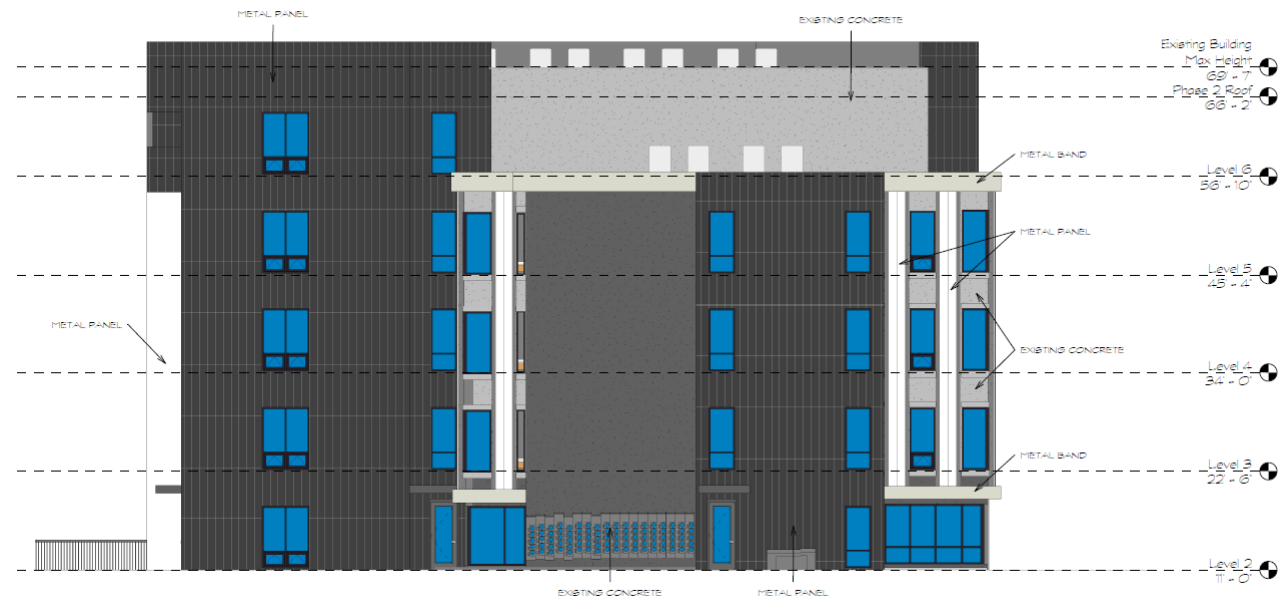 METAL PANEL
EXISTING CONCRETE
Existing Building
Max Height
69' - 7"
Phase 2 Roof
66' - 2"
METAL BAND
Level 6
56' - 10"
METAL PANEL
Level 5
45' - 4"
METAL PANEL
EXISTING CONCRETE
Level 4
34' - 0"
METAL BAND
Level 3
22' - 6"
Level 2
11' - 0"
EXISTING CONCRETE
METAL PANEL